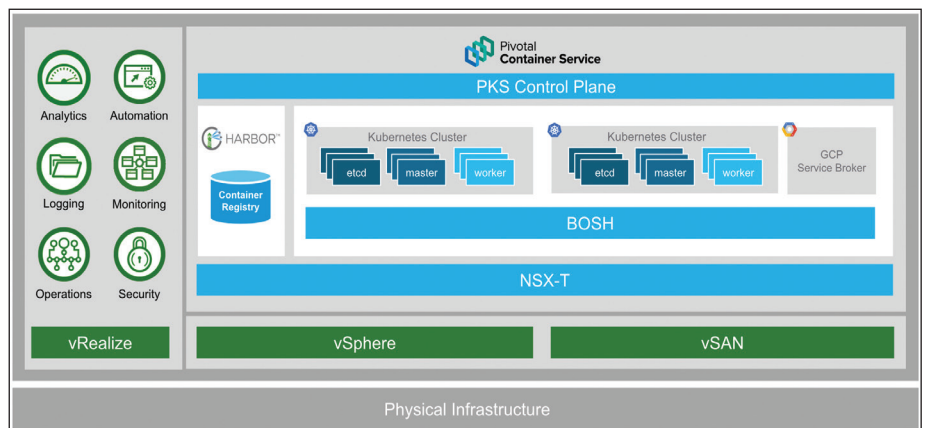 Pivotal
Container Service
PKS Control Plane
Analytics
Automation
Logging
Monitoring
Operations
Security
vRealize
HARBOR™
Container
Registry
Kubernetes Cluster
etcd
master
worker
Kubernetes Cluster
etcd
master
worker
GCP
Service Broker
BOSH
NSX-T
vSphere
vSAN
Physical Infrastructure